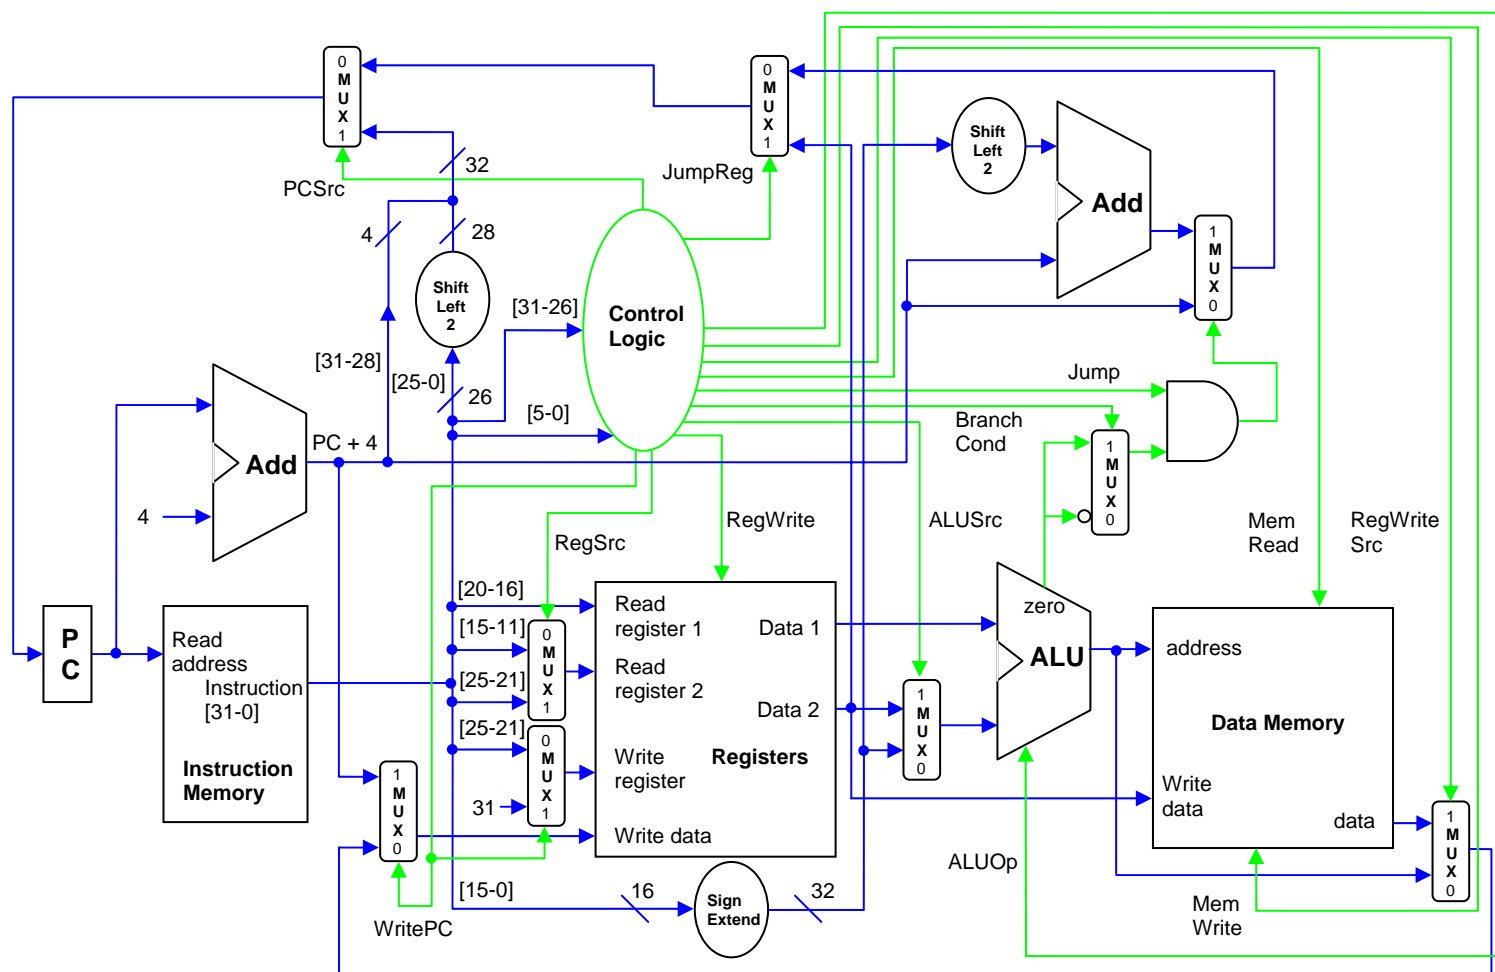 0
M
U
X
1
PCSrc
32
4
28
Shift
Left
2
[31-28]
[25-0]
26
[31-26]
[5-0]
Control
Logic
0
M
U
X
1
JumpReg
Shift
Left
2
Add
1
M
U
X
0
Jump
Branch
Cond
1
M
U
X
0
Add
PC + 4
4
P
C
Read
address
Instruction
[31-0]
Instruction
Memory
RegSrc
RegWrite
ALUSrc
Mem
Read
RegWrite
Src
[20-16]
[15-11]
[25-21]
[25-21]
0
M
U
X
1
0
M
U
X
1
31
1
M
U
X
0
WritePC
[15-0]
16
Sign
Extend
32
Read
register 1
Read
register 2
Write
register
Write data
Data 1
Data 2
Registers
1
M
U
X
0
zero
ALU
ALUOp
address
Data Memory
Write
data
data
Mem
Write
1
M
U
X
0